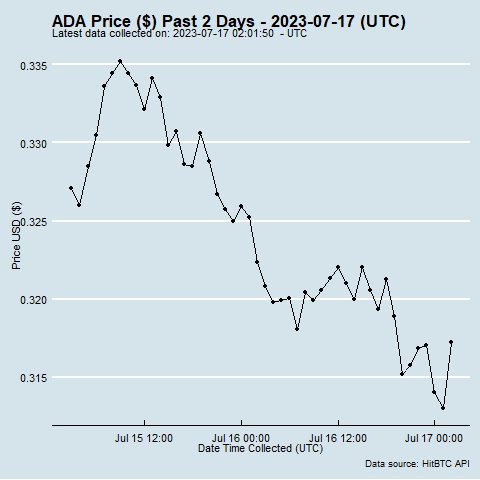 ADA Price ($) Past 2 Days - 2023-07-17 (UTC)
Latest data collected on: 2023-07-17 02:01:50 - UTC
0.335
0.330
0.325
0.320
0.315
Price USD ($)
Jul 15 12:00 Jul 16 00:00 Jul 16 12:00 Jul 17 00:00
Date Time Collected (UTC)
Data source: HitBTC API